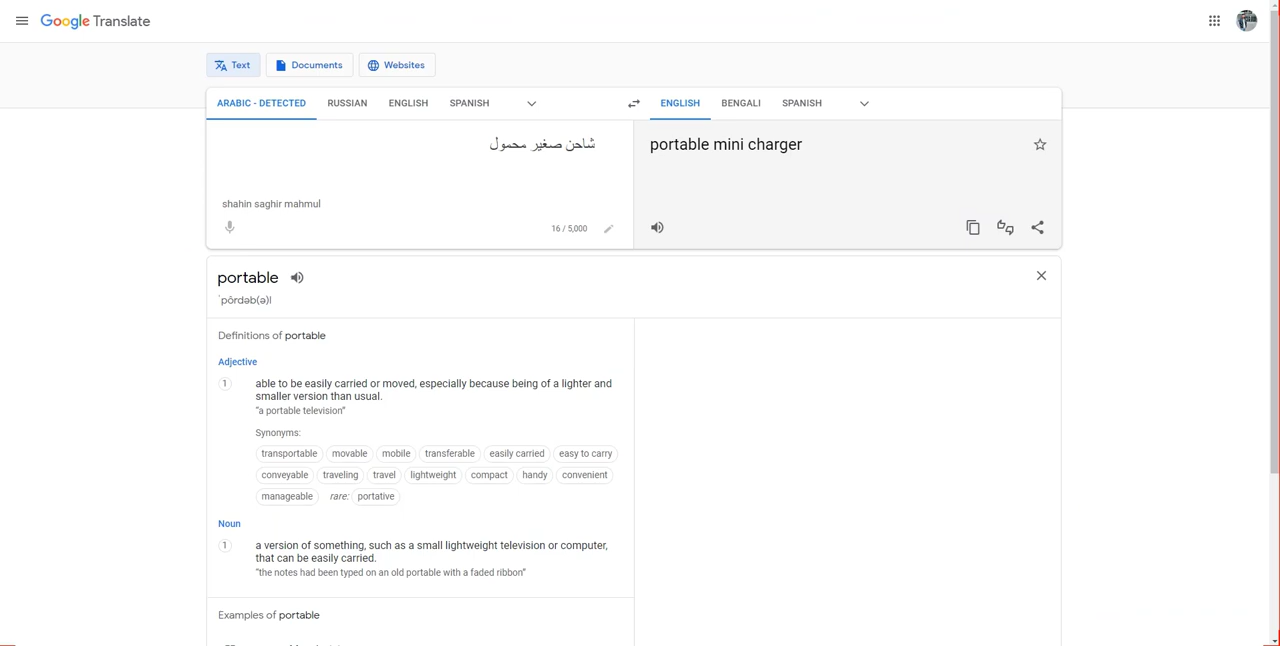 Google Translate
Text
Documents
Websites
ARABIC - DETECTED
RUSSIAN
ENGLISH
SPANISH
ENGLISH
BENGALI
SPANISH
شاحن صغير محمول
portable mini charger
shahin saghir mahmul
16 / 5,000
portable
ˈpôrdəb(ə)l
Definitions of portable
Adjective
1
able to be easily carried or moved, especially because being of a lighter and
smaller version than usual.
"a portable television"
Synonyms:
transportable movable mobile transferable easily carried easy to carry
conveyable traveling travel lightweight compact handy convenient
manageable rare: portative
Noun
1
a version of something, such as a small lightweight television or computer,
that can be easily carried.
"the notes had been typed on an old portable with a faded ribbon"
Examples of portable